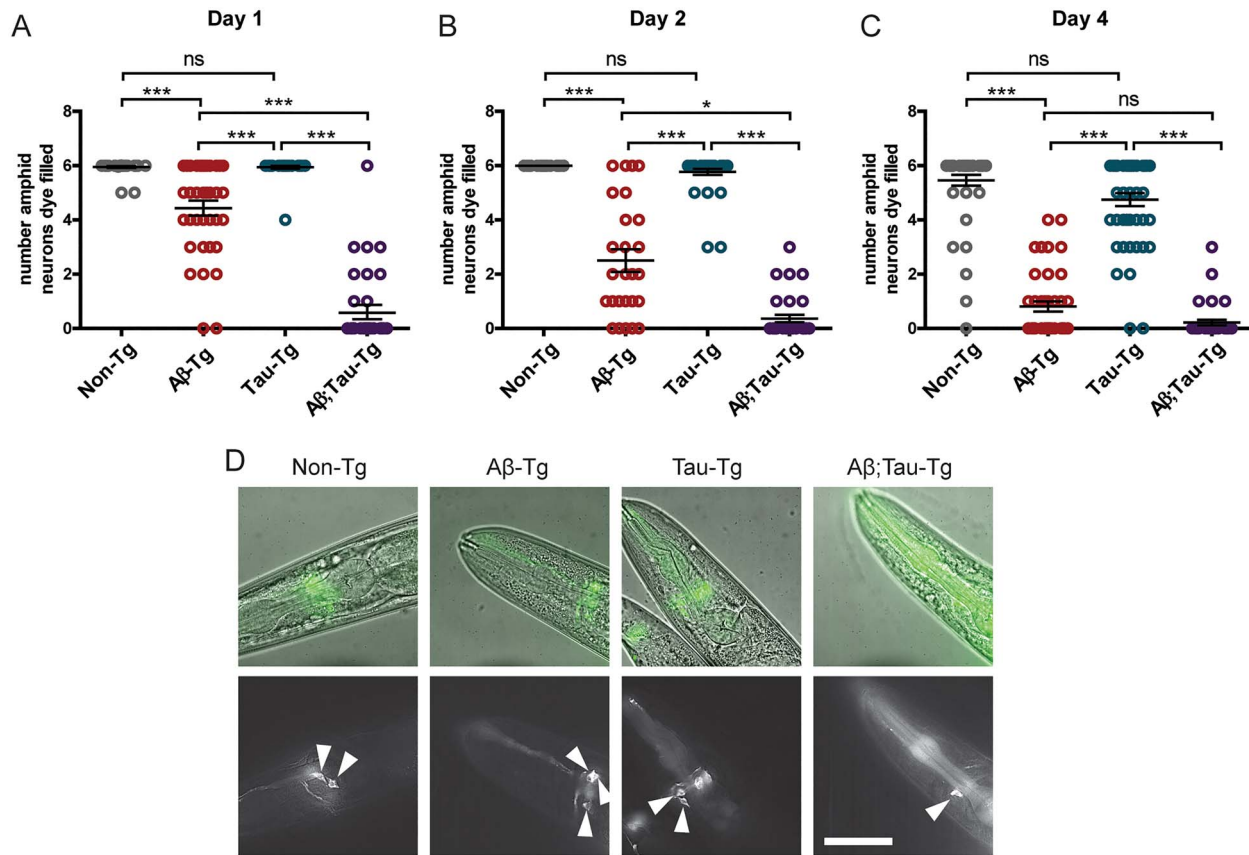 A
Day 1
ns
***
***
***
***
number amphid
neurons dye filled
8
6
4
2
0
Non-Tg
Aβ-Tg
Tau-Tg
Aβ;Tau-Tg
B
Day 2
ns
***
*
***
***
number amphid
neurons dye filled
8
6
4
2
0
Non-Tg
Aβ-Tg
Tau-Tg
Aβ;Tau-Tg
C
Day 4
ns
***
ns
***
***
number amphid
neurons dye filled
8
6
4
2
0
Non-Tg
Aβ-Tg
Tau-Tg
Aβ;Tau-Tg
D
Non-Tg
Aβ-Tg
Tau-Tg
Aβ;Tau-Tg